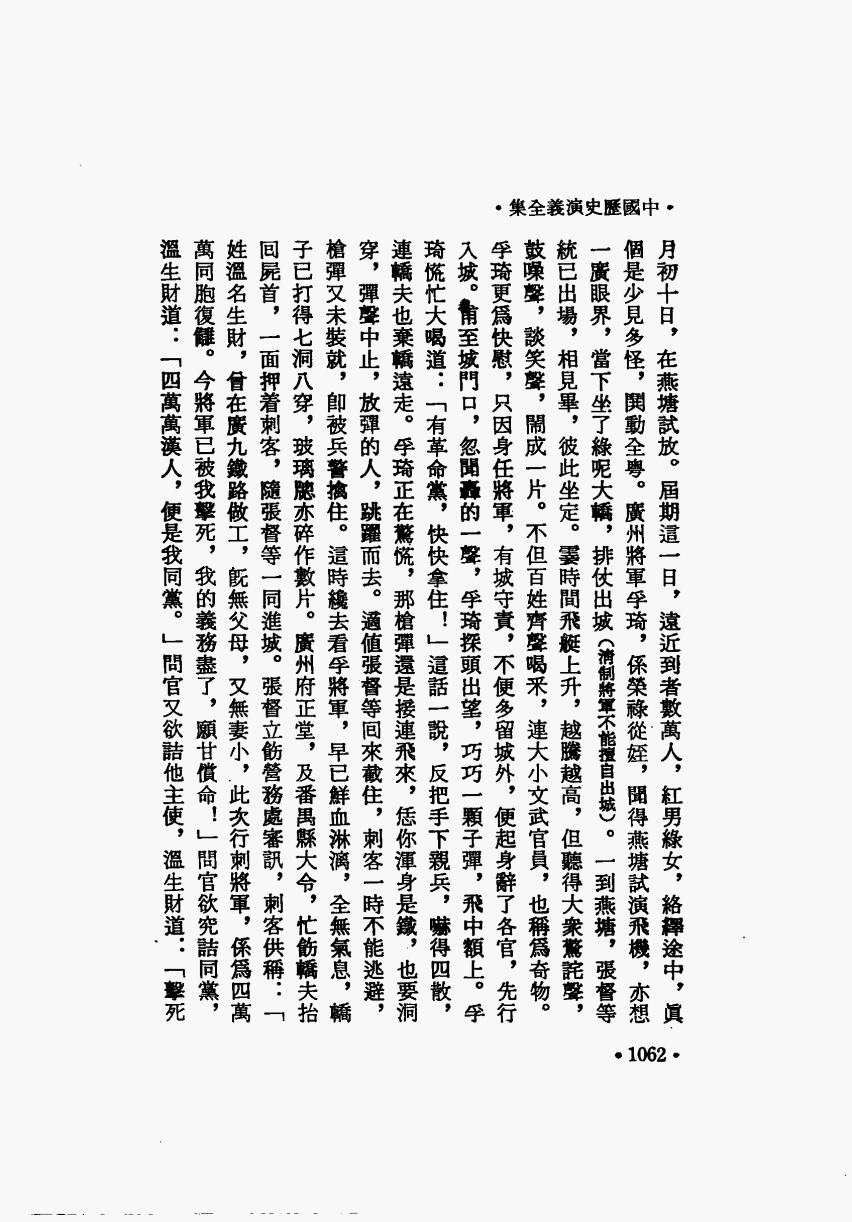 •中國歷史演義全集•
月初十日，在燕塘試放。屆期這一日，遠近到者數萬人，紅男綠女，絡繹途中，眞
個是少見多怪，鬨動全粵。廣州將軍孚琦，係榮祿從姪，聞得燕塘試演飛機，亦想
一廣眼界，當下坐了綠呢大轎，排仗出城（清制將軍不能擅自出城）。一到燕塘，張督等
統已出場，相見畢，彼此坐定。霎時間飛艇上升，越騰越高，但聽得大衆驚詫聲，
鼓噪聲，談笑聲，鬧成一片。不但百姓齊聲喝釆，連大小文武官員，也稱爲奇物。
孚琦更爲快慰，只因身任將軍，有城守責，不便多留城外，便起身辭了各官，先行
入城。甫至城門口，忽聞轟的一聲，孚琦探頭出望，巧巧一顆子彈，飛中額上。孚
琦慌忙大喝道：「有革命黨，快快拿住！」這話一說，反把手下親兵，嚇得四散，
連轎夫也棄轎遠走。孚琦正在驚慌，那槍彈還是接連飛來，恁你渾身是鐵，也要洞
穿，彈聲中止，放彈的人，跳躍而去。適值張督等回來截住，刺客一時不能逃避，
槍彈又未裝就，卽被兵警擒住。這時纔去看孚將軍，早已鮮血淋漓，全無氣息，轎
子已打得七洞八穿，玻璃牕亦碎作數片。廣州府正堂，及番禺縣大令，忙飭轎夫抬
回屍首，一面押着刺客，隨張督等一同進城。張督立飭營務處審訊，刺客供稱：「
姓溫名生財，曾在廣九鐵路做工，旣無父母，又無妻小，此次行刺將軍，係爲四萬
萬同胞復讎。今將軍已被我擊死，我的義務盡了，願甘償命！」問官欲究詰同黨，
溫生財道：「四萬萬漢人，便是我同黨。」問官又欲詰他主使，溫生財道：「擊死
•1062•